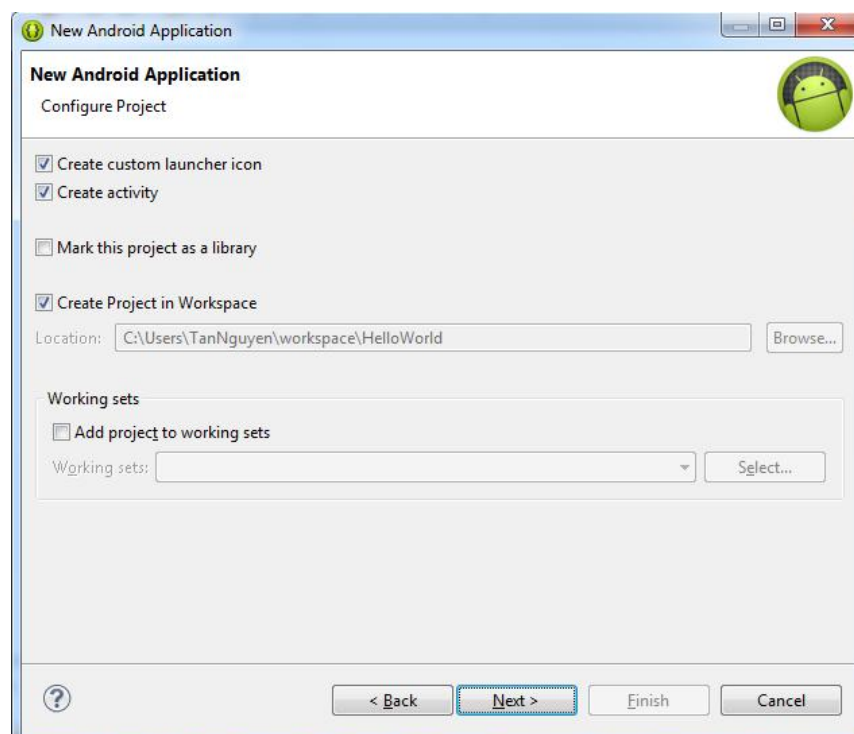 New Android Application
New Android Application
Configure Project
Create custom launcher icon
Create activity
Mark this project as a library
Create Project in Workspace
Location: C:\Users\TanNguyen\workspace\HelloWorld Browse...
Working sets
Add project to working sets
Working sets: Select...
? < Back Next > Finish Cancel